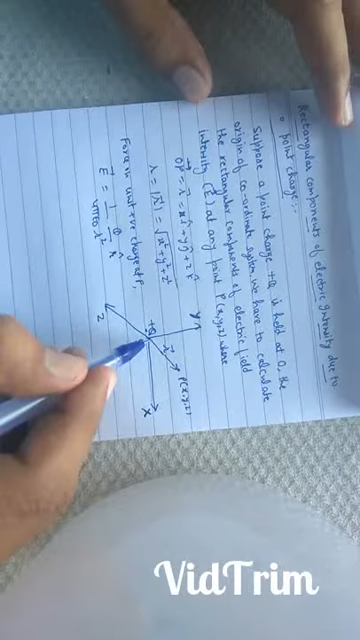 Rectangular components of electric intensity due to
a point charge:-
Suppose a point charge +Q is held at O, the
origin of co-ordinate system we have to calculate
the rectangular components of electric field
intensity (E⃗) at any point P(x,y,z) where
OP⃗ = r⃗ = xî + yĵ + zk̂
r = |r⃗| = √x²+y²+z²
Force on unit +ve charge at P,
E⃗ = 1/4πε₀ Q/r² r̂
Y
P(x,y,z)
r⃗
+Q
X
Z
VidTrim